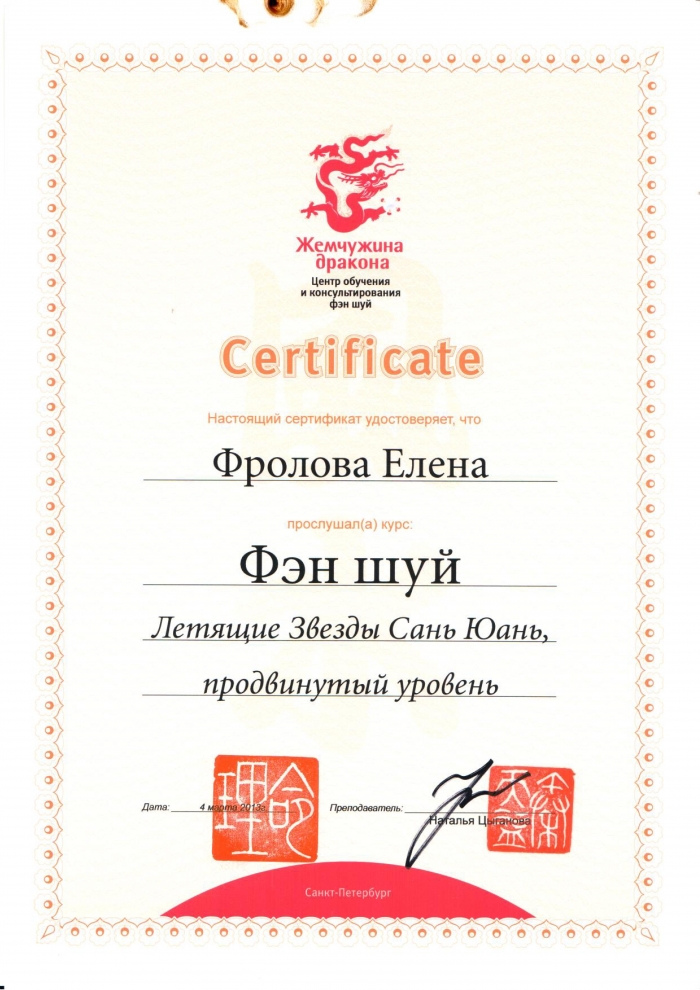 Жемчужина
дракона
Центр обучения
и консультирования
фэн шуй
Certificate
Настоящий сертификат удостоверяет, что
Фролова Елена
прослушал(а) курс:
Фэн шуй
Летящие Звезды Сань Юань,
продвинутый уровень
Дата: 4 марта 2013г. Преподаватель:
Наталья Цыганова
Санкт-Петербург